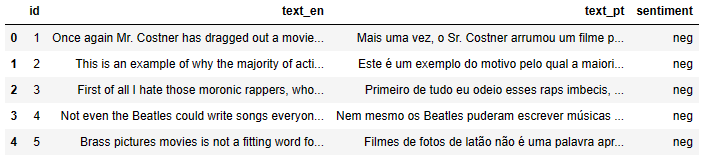 id text_en text_pt sentiment
0 1 Once again Mr. Costner has dragged out a movie... Mais uma vez, o Sr. Costner arrumou um filme p... neg
1 2 This is an example of why the majority of acti... Este é um exemplo do motivo pelo qual a maiori... neg
2 3 First of all I hate those moronic rappers, who... Primeiro de tudo eu odeio esses raps imbecis, ... neg
3 4 Not even the Beatles could write songs everyon... Nem mesmo os Beatles puderam escrever músicas ... neg
4 5 Brass pictures movies is not a fitting word fo... Filmes de fotos de latão não é uma palavra apr... neg